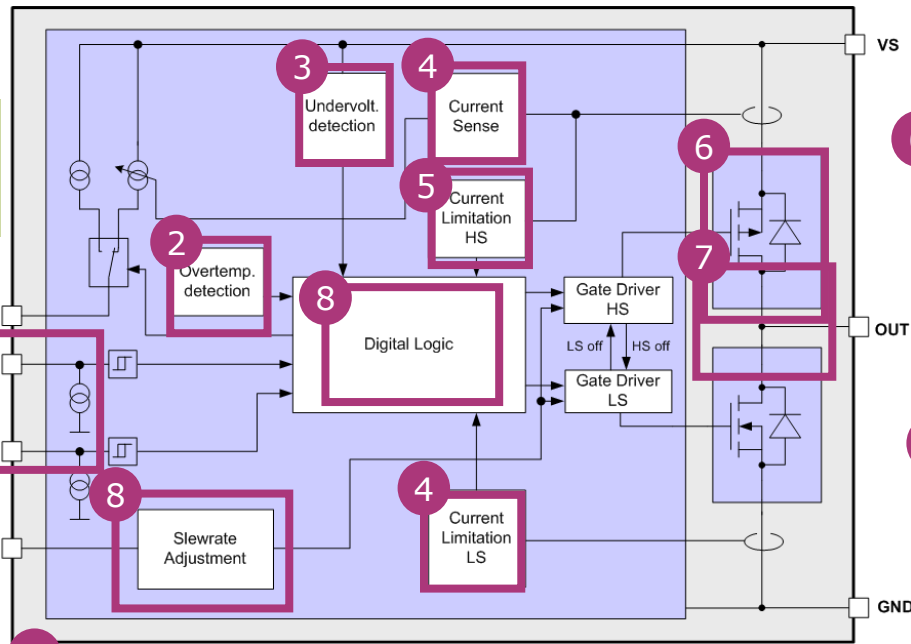 VS
3
4
Undervolt.
detection
Current
Sense
6
5
Current
Limitation
HS
2
7
Overtemp.
detection
8
Digital Logic
Gate Driver
HS
OUT
LS off
HS off
Gate Driver
LS
8
4
Slewrate
Adjustment
Current
Limitation
LS
GND